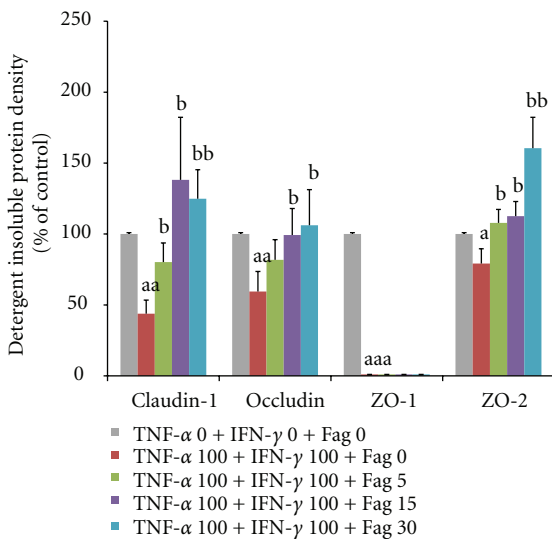 Detergent insoluble protein density
(% of control)
250
200
150
100
50
0
aa
b
b
bb
aa
b
b
aaa
a
b
b
bb
Claudin-1
Occludin
ZO-1
ZO-2
TNF-α 0 + IFN-γ 0 + Fag 0
TNF-α 100 + IFN-γ 100 + Fag 0
TNF-α 100 + IFN-γ 100 + Fag 5
TNF-α 100 + IFN-γ 100 + Fag 15
TNF-α 100 + IFN-γ 100 + Fag 30